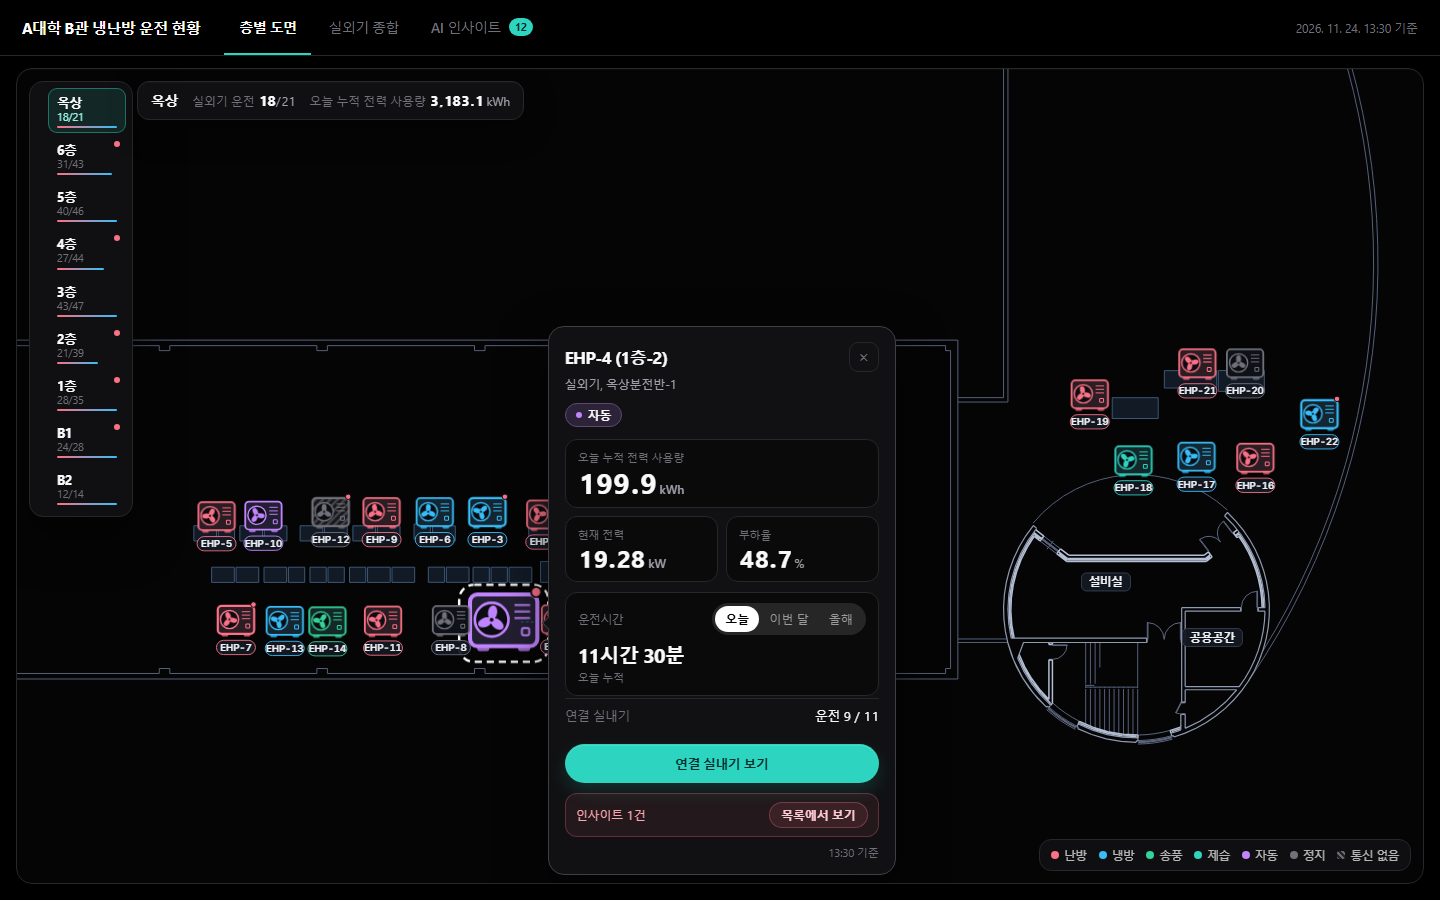 A대학 B관 냉난방 운전 현황
층별 도면
실외기 종합
AI 인사이트 12
2026. 11. 24. 13:30 기준
옥상
18/21
6층
31/43
5층
40/46
4층
27/44
3층
43/47
2층
21/39
1층
28/35
B1
24/28
B2
12/14
옥상 실외기 운전 18/21 오늘 누적 전력 사용량 3,183.1 kWh
EHP-5
EHP-10
EHP-12
EHP-9
EHP-6
EHP-3
EHP-7
EHP-13
EHP-14
EHP-11
EHP-8
EHP-4 (1층-2)
×
실외기, 옥상분전반-1
자동
오늘 누적 전력 사용량
199.9 kWh
현재 전력
19.28 kW
부하율
48.7 %
운전시간
오늘 이번 달 올해
11시간 30분
오늘 누적
연결 실내기
운전 9 / 11
연결 실내기 보기
인사이트 1건
목록에서 보기
13:30 기준
EHP-21
EHP-20
EHP-19
EHP-22
EHP-18
EHP-17
EHP-16
설비실
공용공간
난방 냉방 송풍 제습 자동 정지 통신 없음